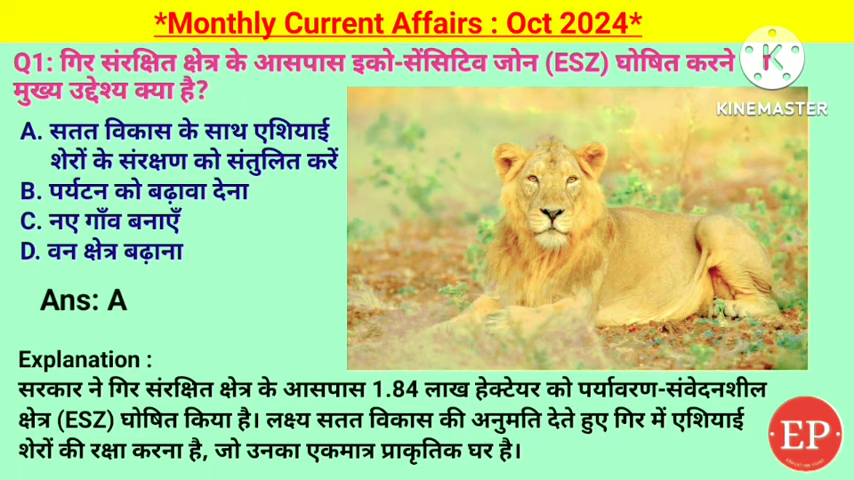 *Monthly Current Affairs : Oct 2024*
Q1: गिर संरक्षित क्षेत्र के आसपास इको-सेंसिटिव जोन (ESZ) घोषित करने
मुख्य उद्देश्य क्या है?
KINEMASTER
A. सतत विकास के साथ एशियाई
शेरों के संरक्षण को संतुलित करें
B. पर्यटन को बढ़ावा देना
C. नए गाँव बनाएँ
D. वन क्षेत्र बढ़ाना
Ans: A
Explanation :
सरकार ने गिर संरक्षित क्षेत्र के आसपास 1.84 लाख हेक्टेयर को पर्यावरण-संवेदनशील
क्षेत्र (ESZ) घोषित किया है। लक्ष्य सतत विकास की अनुमति देते हुए गिर में एशियाई
शेरों की रक्षा करना है, जो उनका एकमात्र प्राकृतिक घर है।
EP